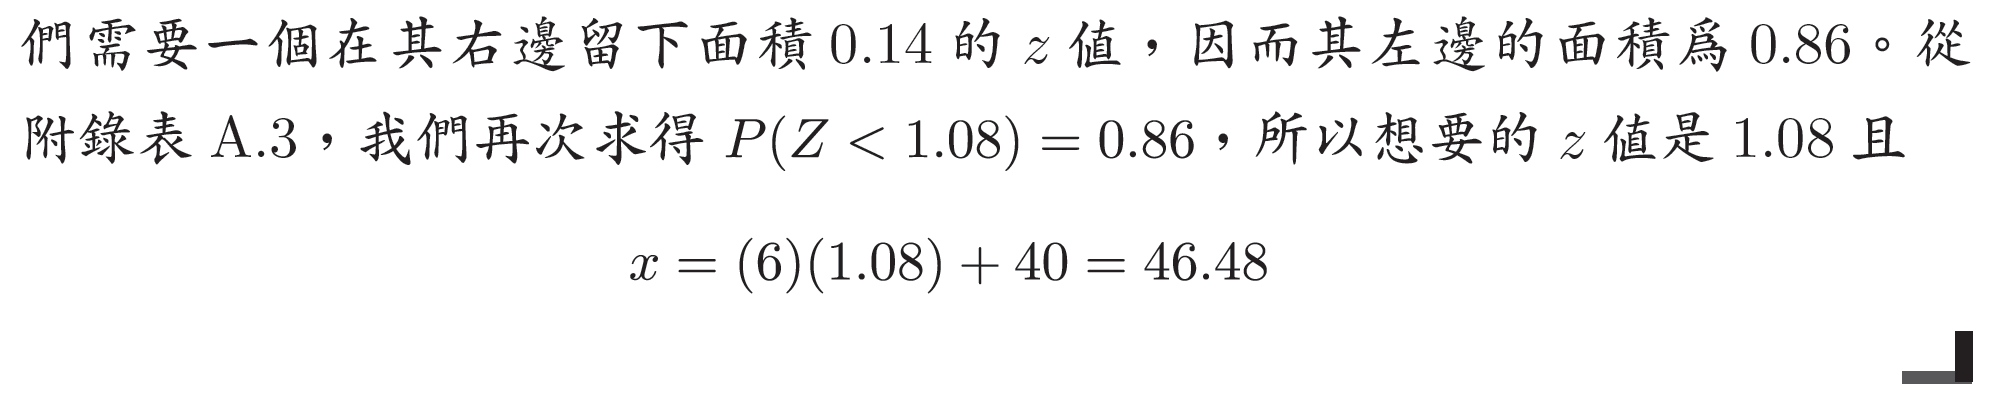 們需要一個在其右邊留下面積 0.14 的 z 值，因而其左邊的面積為 0.86。從
附錄表 A.3，我們再次求得 P(Z < 1.08) = 0.86，所以想要的 z 值是 1.08 且
x = (6)(1.08) + 40 = 46.48